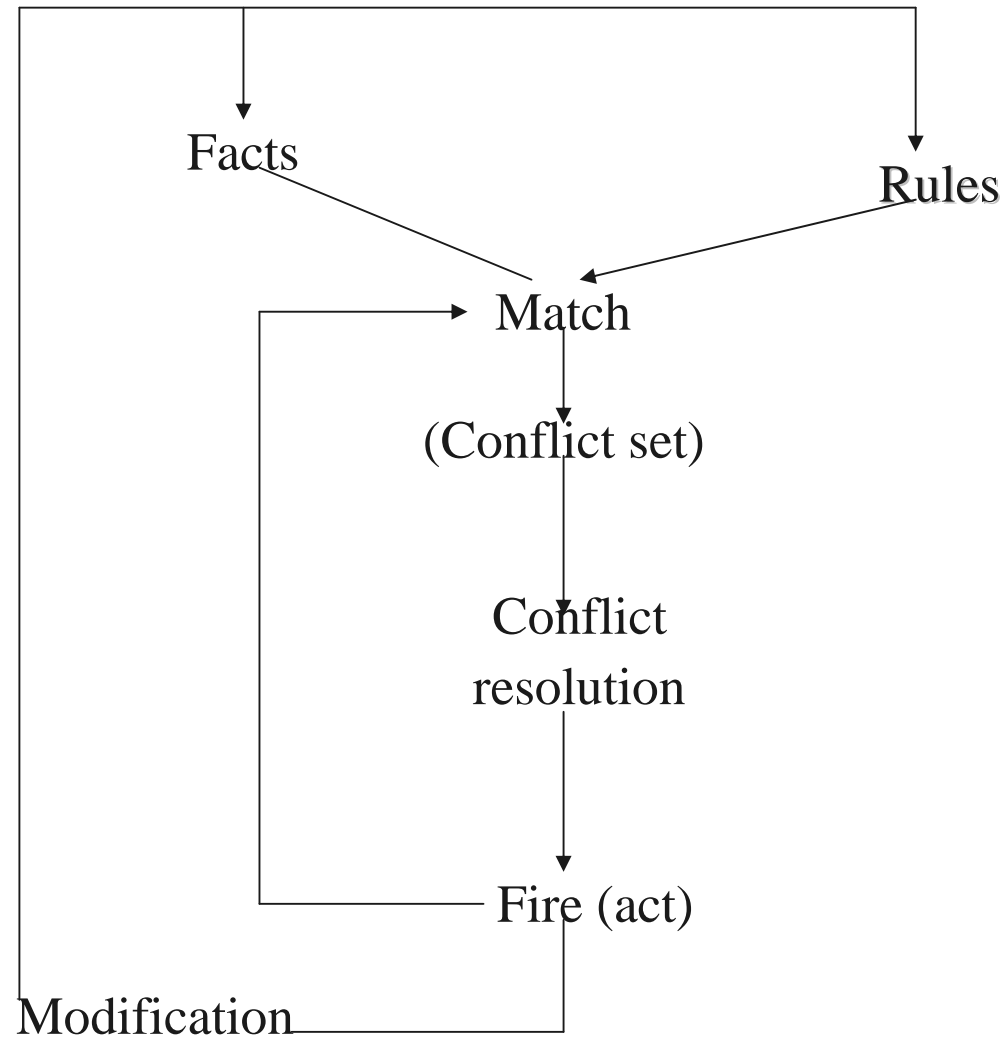 Facts
Rules
Match
(Conflict set)
Conflict
resolution
Fire (act)
Modification